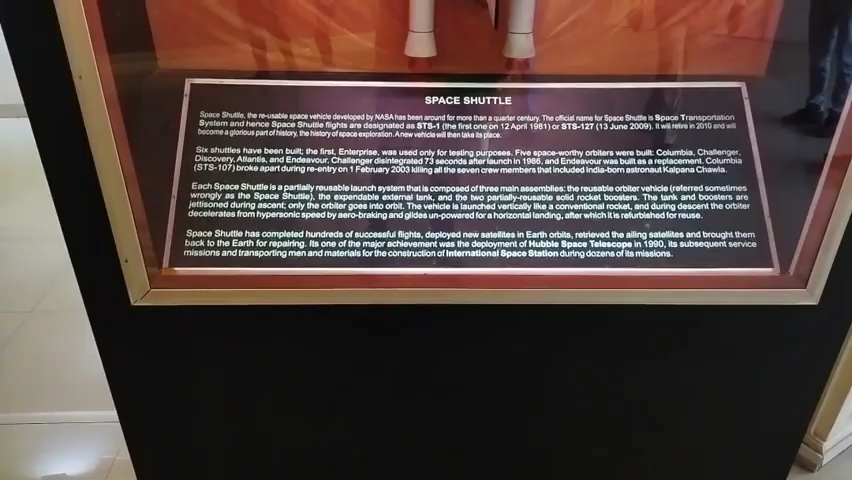 SPACE SHUTTLE
Space Shuttle, the re-usable space vehicle developed by NASA has been around for more than a quarter century. The official name for Space Shuttle is Space Transportation
System and hence Space Shuttle flights are designated as STS-1 (the first one on 12 April 1981) or STS-127 (13 June 2009). It will retire in 2010 and will
become a glorious part of history, the history of space exploration. A new vehicle will then take its place.
Six shuttles have been built; the first, Enterprise, was used only for testing purposes. Five space-worthy orbiters were built: Columbia, Challenger,
Discovery, Atlantis, and Endeavour. Challenger disintegrated 73 seconds after launch in 1986, and Endeavour was built as a replacement. Columbia
(STS-107) broke apart during re-entry on 1 February 2003 killing all the seven crew members that included India-born astronaut Kalpana Chawla.
Each Space Shuttle is a partially reusable launch system that is composed of three main assemblies: the reusable orbiter vehicle (referred sometimes
wrongly as the Space Shuttle), the expendable external tank, and the two partially-reusable solid rocket boosters. The tank and boosters are
jettisoned during ascent; only the orbiter goes into orbit. The vehicle is launched vertically like a conventional rocket, and during descent the orbiter
decelerates from hypersonic speed by aero-braking and glides un-powered for a horizontal landing, after which it is refurbished for reuse.
Space Shuttle has completed hundreds of successful flights, deployed new satellites in Earth orbits, retrieved the ailing satellites and brought them
back to the Earth for repairing. Its one of the major achievement was the deployment of Hubble Space Telescope in 1990, its subsequent service
missions and transporting men and materials for the construction of International Space Station during dozens of its missions.